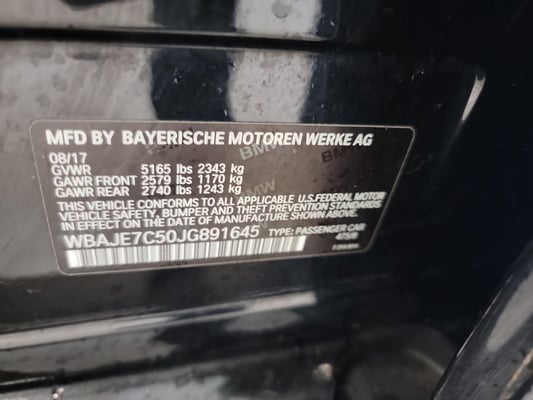 MFD BY BAYERISCHE MOTOREN WERKE AG
08/17
GVWR 5165 lbs 2343 kg
GAWR FRONT 2579 lbs 1170 kg
GAWR REAR 2740 lbs 1243 kg
THIS VEHICLE CONFORMS TO ALL APPLICABLE U.S.FEDERAL MOTOR
VEHICLE SAFETY, BUMPER AND THEFT PREVENTION
STANDARDS IN EFFECT ON THE DATE OF MANUFACTURE SHOWN ABOVE.
WBAJE7C50JG891645 TYPE: PASSENGER CAR
475/9